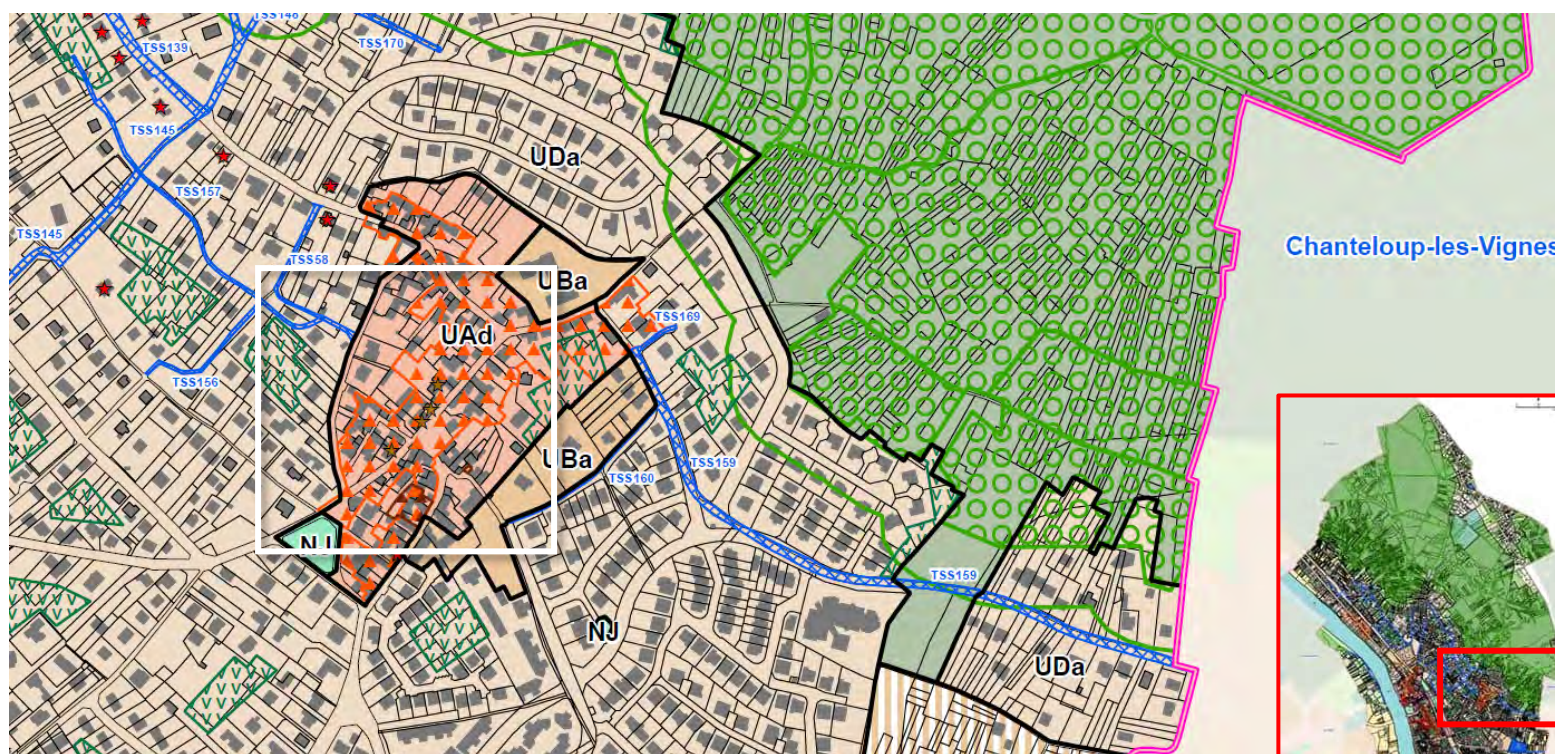 TSS148
TSS139
TSS170
TSS145
UDa
TSS157
TSS145
TSS58
Chanteloup-les-Vignes
UBa
TSS169
UAd
TSS156
UBa
TSS159
TSS160
NJ
TSS159
NJ
UDa